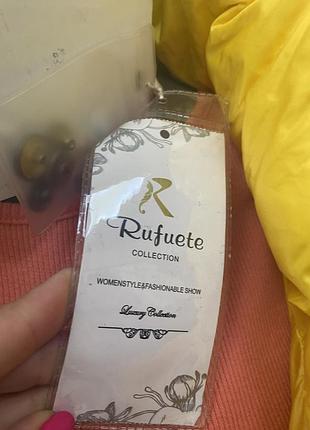 R
Rufuete
COLLECTION
WOMENSTYLE&FASHIONABLE SHOW
Luxury Collection